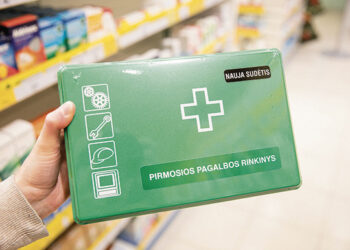 NAUJA SUDĖTIS
PIRMOSIOS PAGALBOS RINKINYS